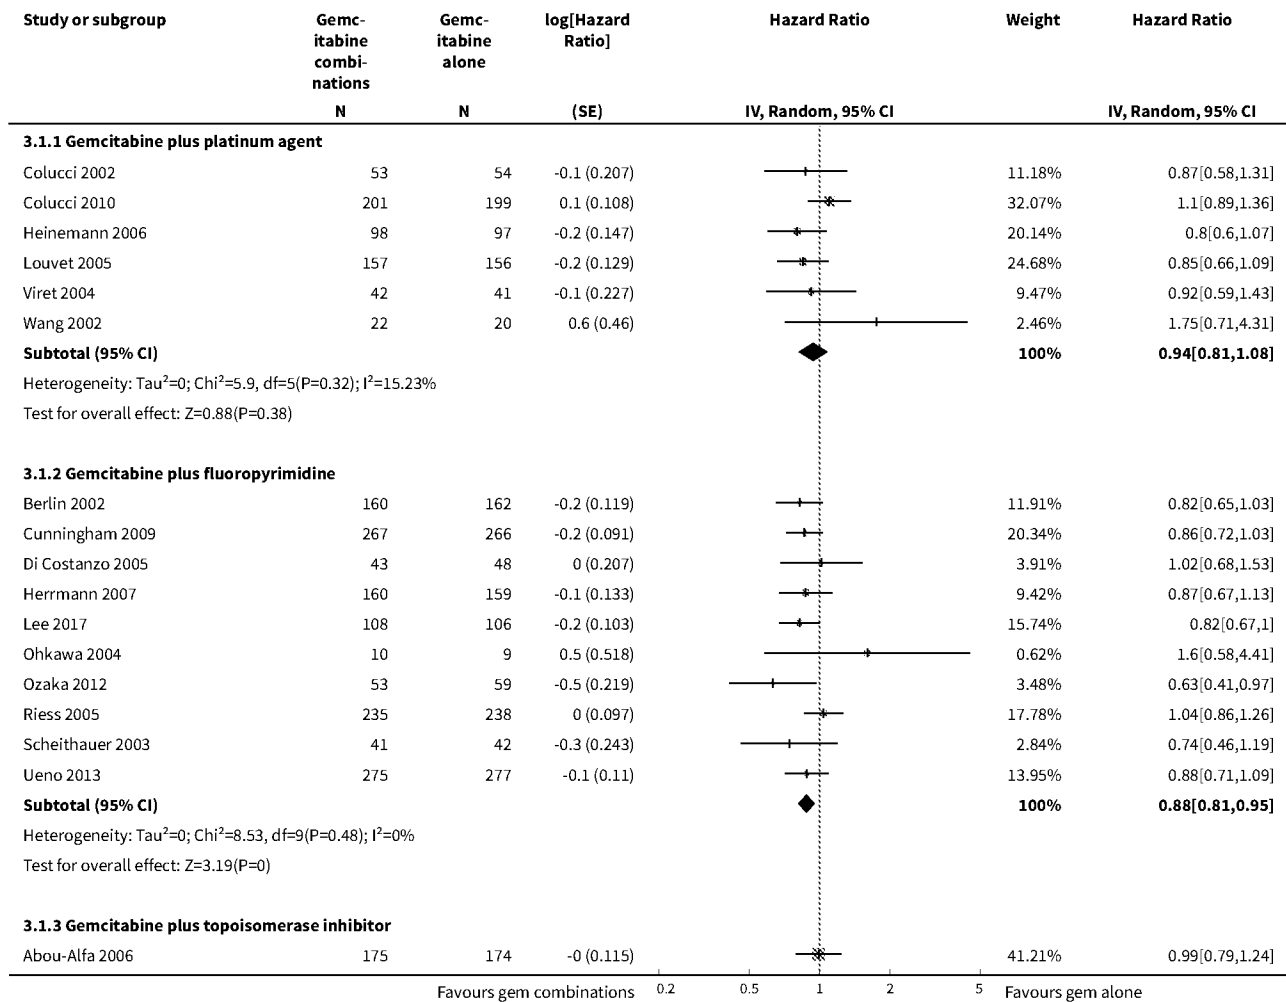 Study or subgroup Gemc-itabine combi-nations Gemc-itabine alone log[Hazard Ratio] Hazard Ratio Weight Hazard Ratio
N N (SE) IV, Random, 95% CI IV, Random, 95% CI
3.1.1 Gemcitabine plus platinum agent
Colucci 2002 53 54 -0.1 (0.207) 11.18% 0.87[0.58,1.31]
Colucci 2010 201 199 0.1 (0.108) 32.07% 1.1[0.89,1.36]
Heinemann 2006 98 97 -0.2 (0.147) 20.14% 0.8[0.6,1.07]
Louvet 2005 157 156 -0.2 (0.129) 24.68% 0.85[0.66,1.09]
Viret 2004 42 41 -0.1 (0.227) 9.47% 0.92[0.59,1.43]
Wang 2002 22 20 0.6 (0.46) 2.46% 1.75[0.71,4.31]
Subtotal (95% CI) 100% 0.94[0.81,1.08]
Heterogeneity: Tau²=0; Chi²=5.9, df=5(P=0.32); I²=15.23%
Test for overall effect: Z=0.88(P=0.38)
3.1.2 Gemcitabine plus fluoropyrimidine
Berlin 2002 160 162 -0.2 (0.119) 11.91% 0.82[0.65,1.03]
Cunningham 2009 267 266 -0.2 (0.091) 20.34% 0.86[0.72,1.03]
Di Costanzo 2005 43 48 0 (0.207) 3.91% 1.02[0.68,1.53]
Herrmann 2007 160 159 -0.1 (0.133) 9.42% 0.87[0.67,1.13]
Lee 2017 108 106 -0.2 (0.103) 15.74% 0.82[0.67,1]
Ohkawa 2004 10 9 0.5 (0.518) 0.62% 1.6[0.58,4.41]
Ozaka 2012 53 59 -0.5 (0.219) 3.48% 0.63[0.41,0.97]
Riess 2005 235 238 0 (0.097) 17.78% 1.04[0.86,1.26]
Scheithauer 2003 41 42 -0.3 (0.243) 2.84% 0.74[0.46,1.19]
Ueno 2013 275 277 -0.1 (0.11) 13.95% 0.88[0.71,1.09]
Subtotal (95% CI) 100% 0.88[0.81,0.95]
Heterogeneity: Tau²=0; Chi²=8.53, df=9(P=0.48); I²=0%
Test for overall effect: Z=3.19(P=0)
3.1.3 Gemcitabine plus topoisomerase inhibitor
Abou-Alfa 2006 175 174 -0 (0.115) 41.21% 0.99[0.79,1.24]
Favours gem combinations 0.2 0.5 1 2 5 Favours gem alone